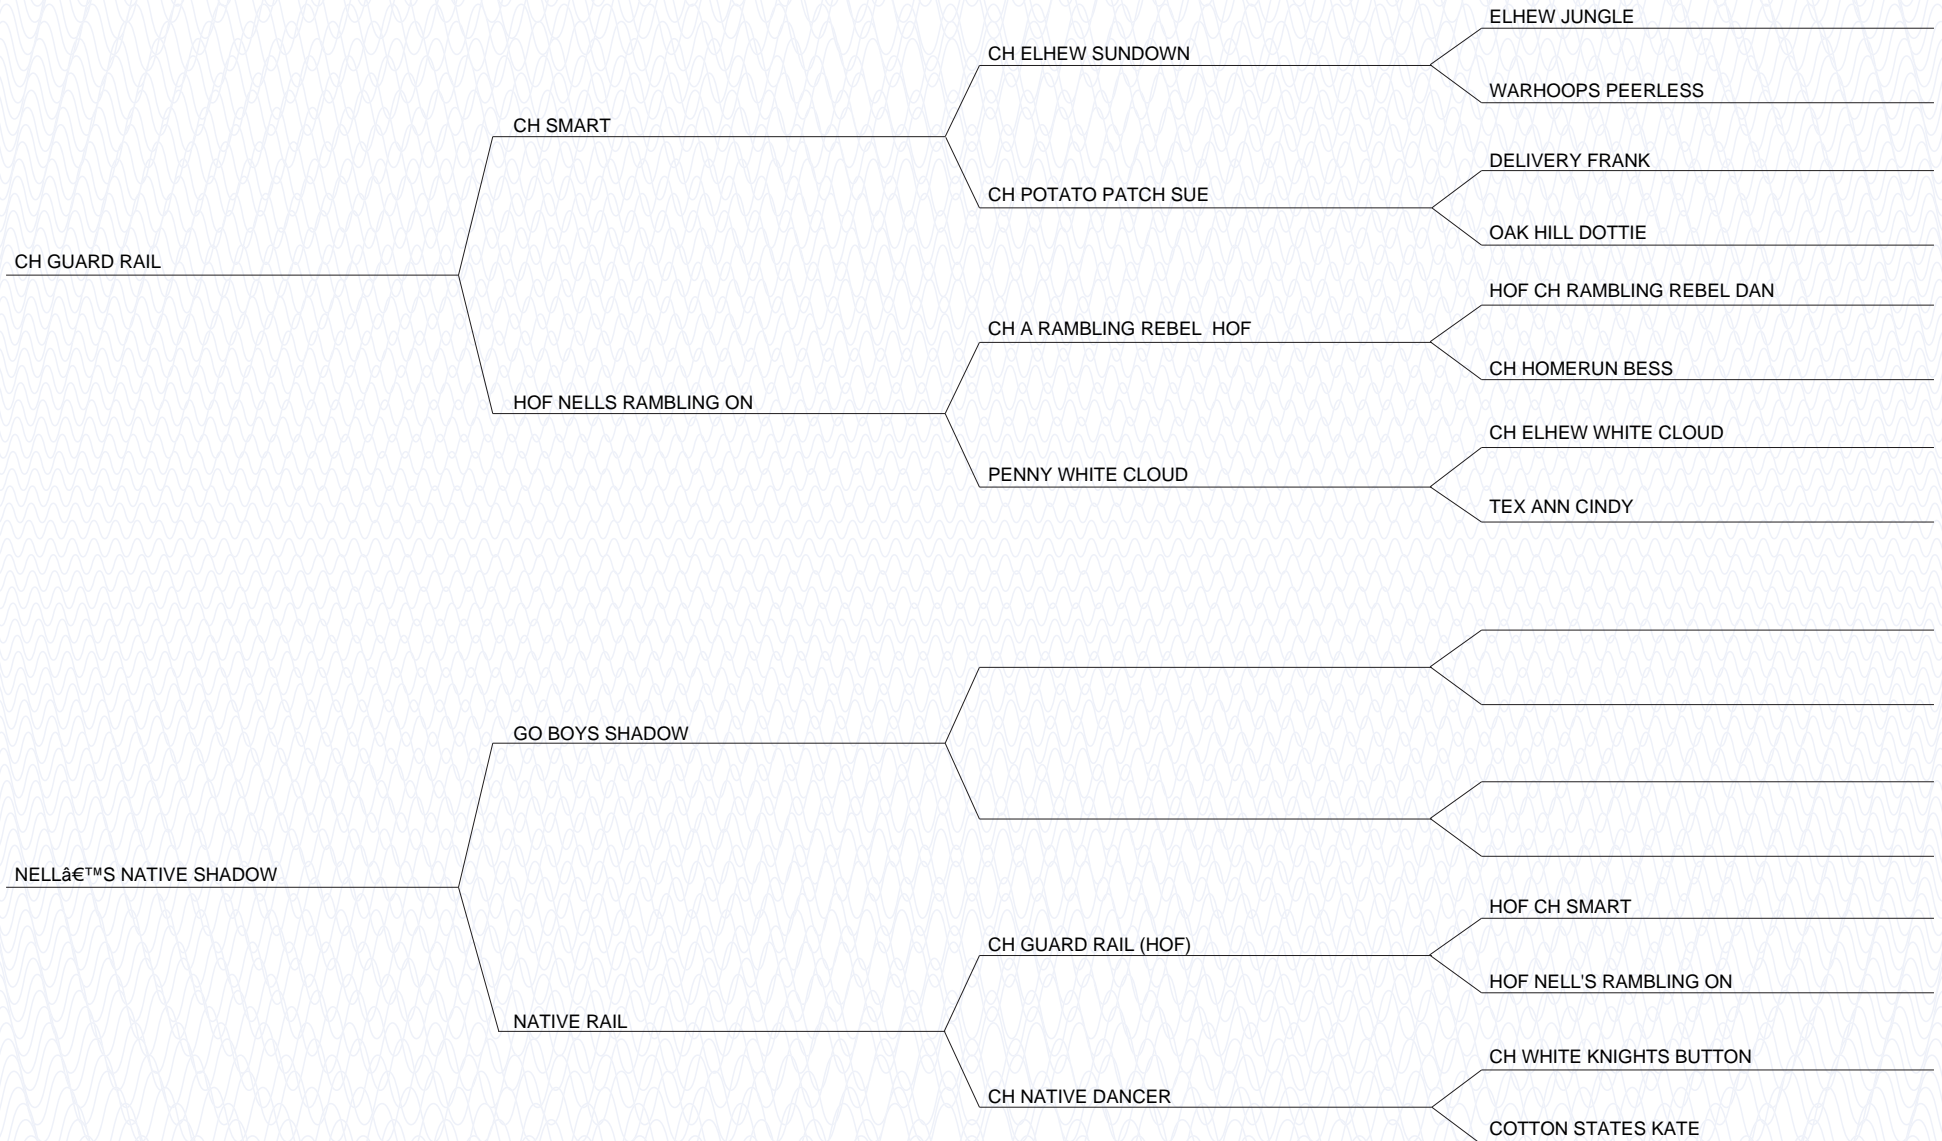 ELHEW JUNGLE
CH ELHEW SUNDOWN
WARHOOPS PEERLESS
CH SMART
DELIVERY FRANK
CH POTATO PATCH SUE
OAK HILL DOTTIE
CH GUARD RAIL
HOF CH RAMBLING REBEL DAN
CH A RAMBLING REBEL  HOF
CH HOMERUN BESS
HOF NELLS RAMBLING ON
CH ELHEW WHITE CLOUD
PENNY WHITE CLOUD
TEX ANN CINDY
GO BOYS SHADOW
NELLâ€™S NATIVE SHADOW
HOF CH SMART
CH GUARD RAIL (HOF)
HOF NELL'S RAMBLING ON
NATIVE RAIL
CH WHITE KNIGHTS BUTTON
CH NATIVE DANCER
COTTON STATES KATE